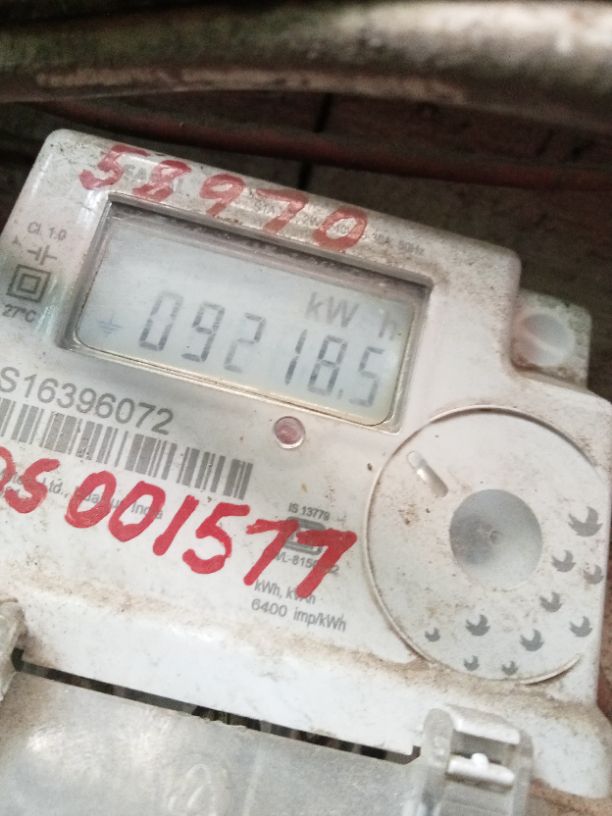 58970
Cl. 1.0
27°C
kW h
09218.5
S16396072
DS 001577
IS 13779
kWh, kVAh
6400 imp/kWh